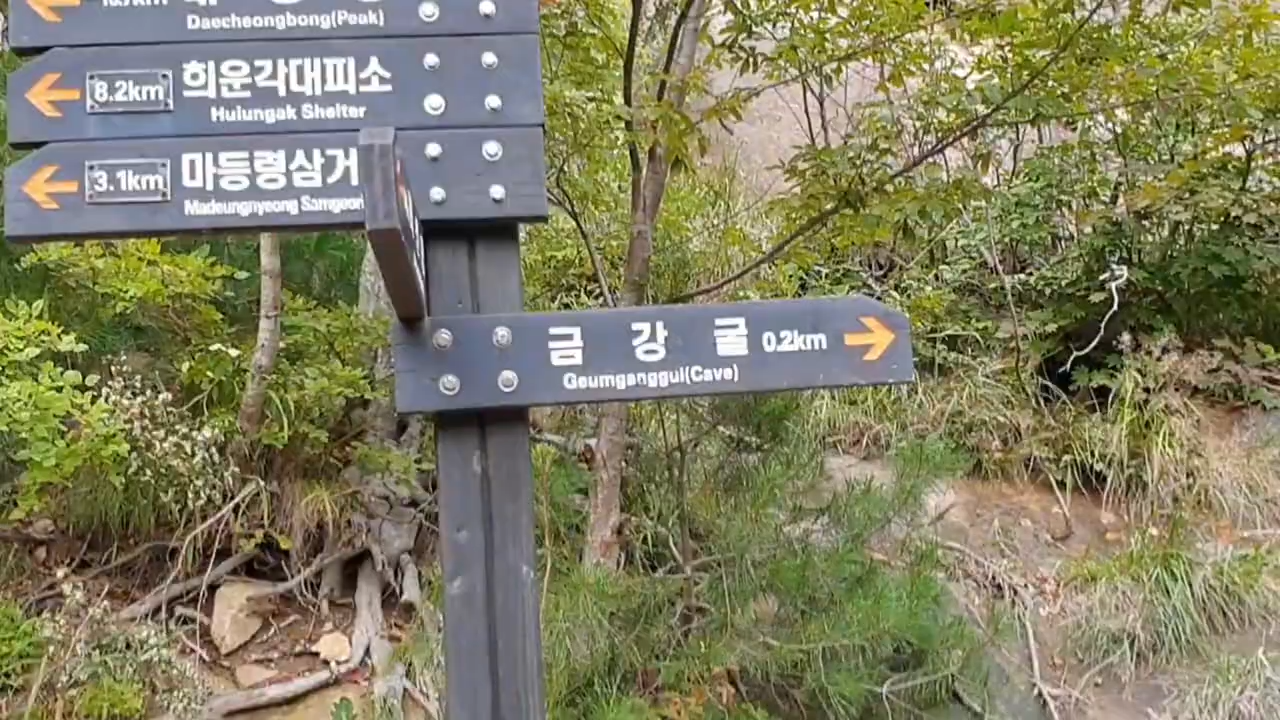 Daecheongbong(Peak)
8.2km 희운각대피소
Huiungak Shelter
3.1km 마등령삼거
Madeungnyeong Samgeori
금 강 굴 0.2km
Geumganggul(Cave)